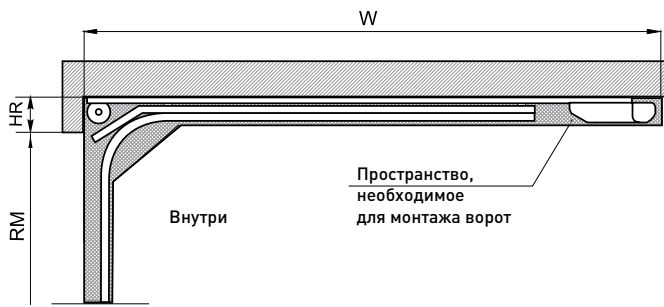 W
HR
Пространство,
необходимое
для монтажа ворот
Внутри
RM